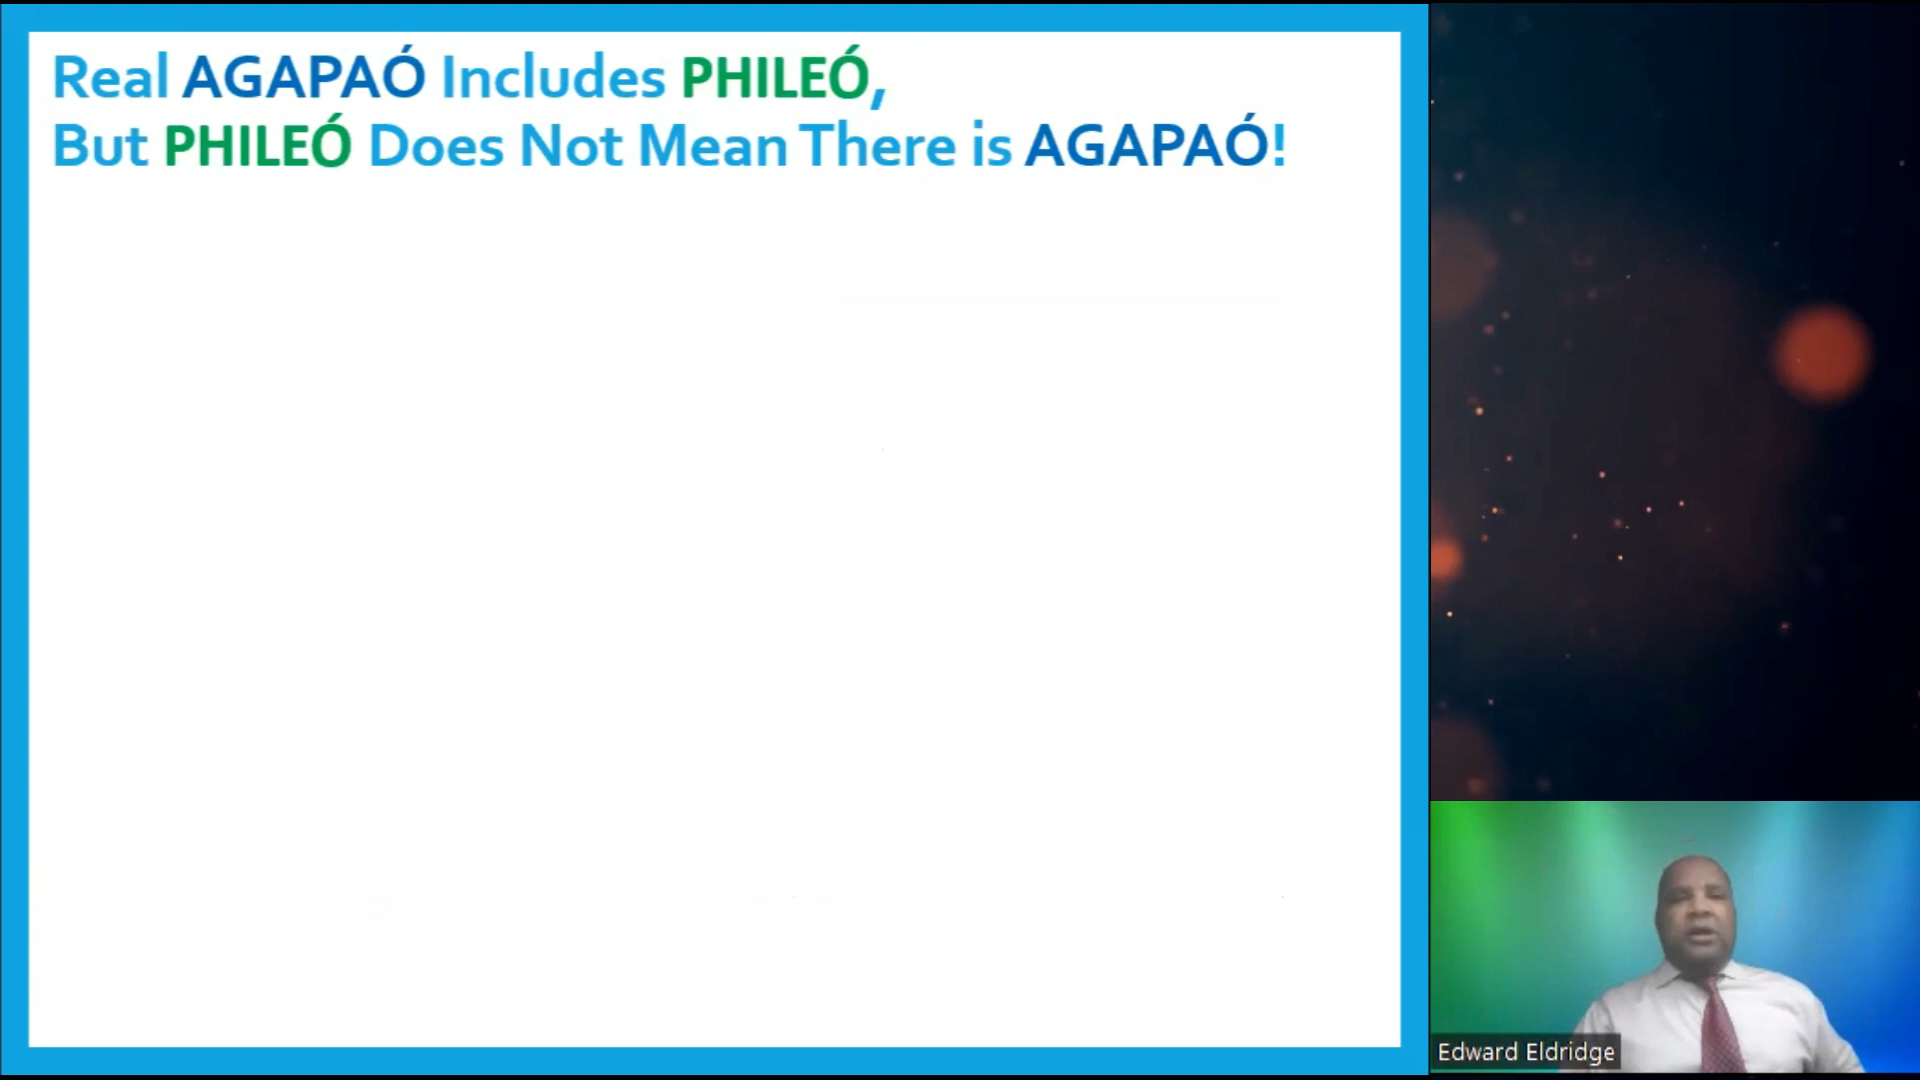 Real AGAPAÓ Includes PHILEÓ,
But PHILEÓ Does Not Mean There is AGAPAÓ!
Edward Eldridge